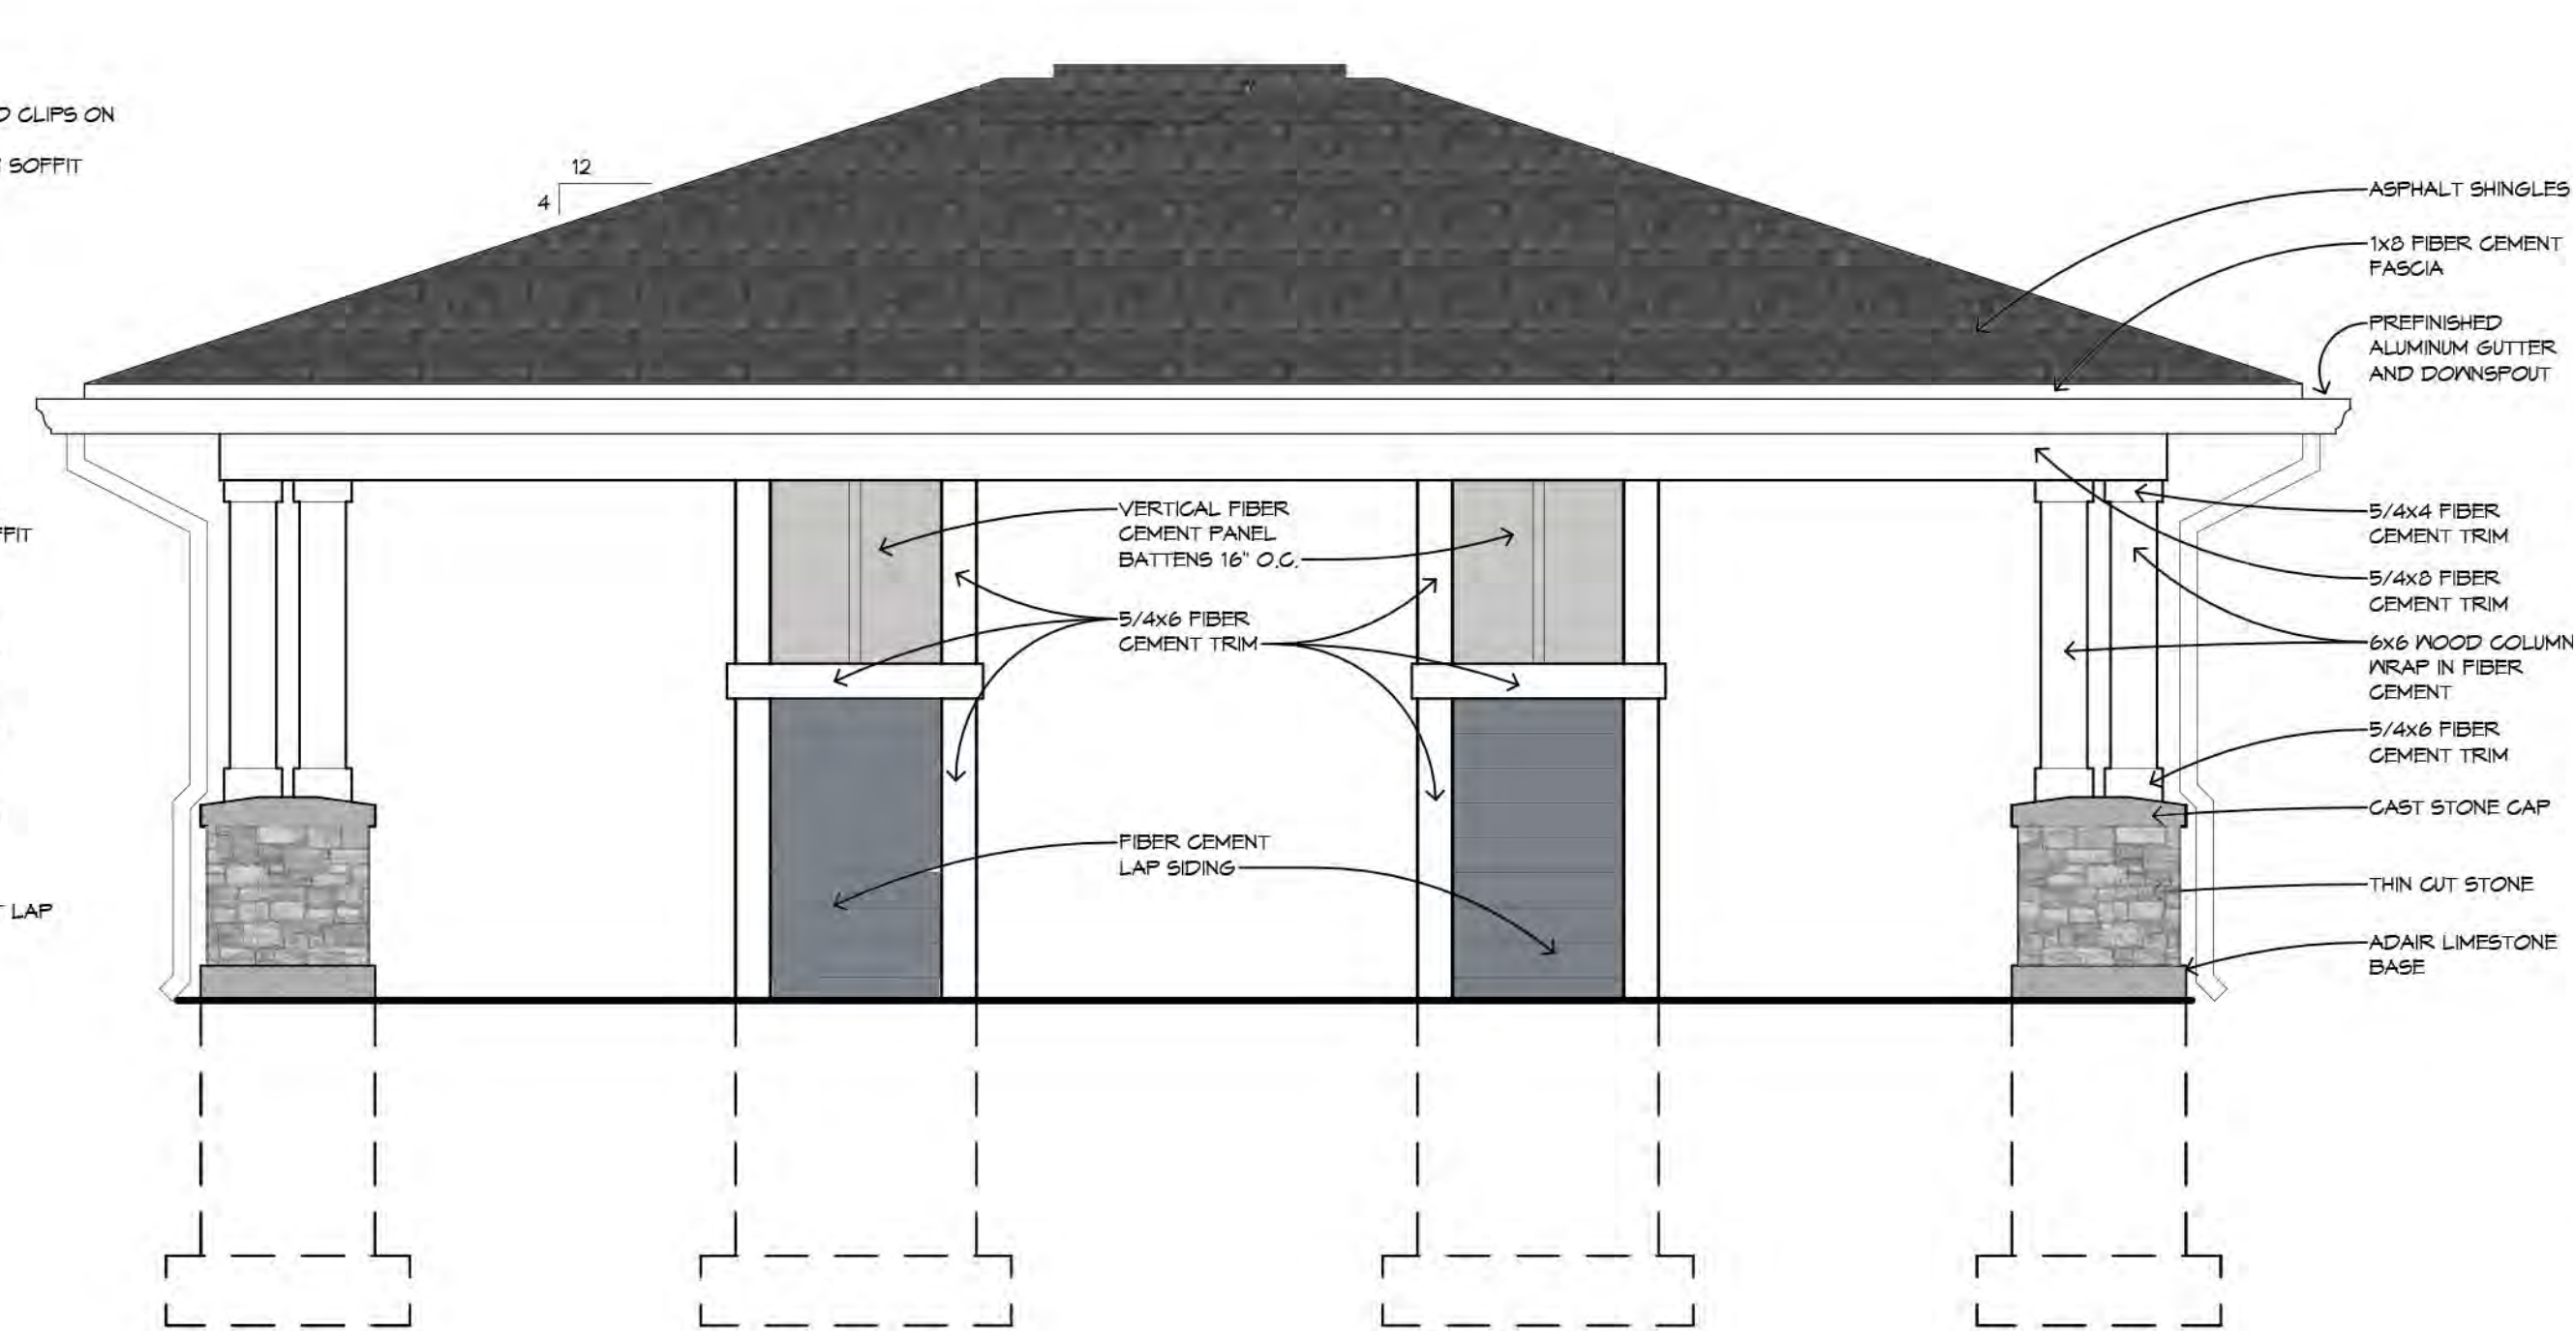 CLIPS ON
SOFFIT
LAP
12
4
VERTICAL FIBER
CEMENT PANEL
BATTENS 16" O.C.
5/4x6 FIBER
CEMENT TRIM
FIBER CEMENT
LAP SIDING
ASPHALT SHINGLES
1x8 FIBER CEMENT
FASCIA
PREFINISHED
ALUMINUM GUTTER
AND DOWNSPOUT
5/4x4 FIBER
CEMENT TRIM
5/4x8 FIBER
CEMENT TRIM
6x6 WOOD COLUMN
WRAP IN FIBER
CEMENT
5/4x6 FIBER
CEMENT TRIM
CAST STONE CAP
THIN CUT STONE
ADAIR LIMESTONE
BASE